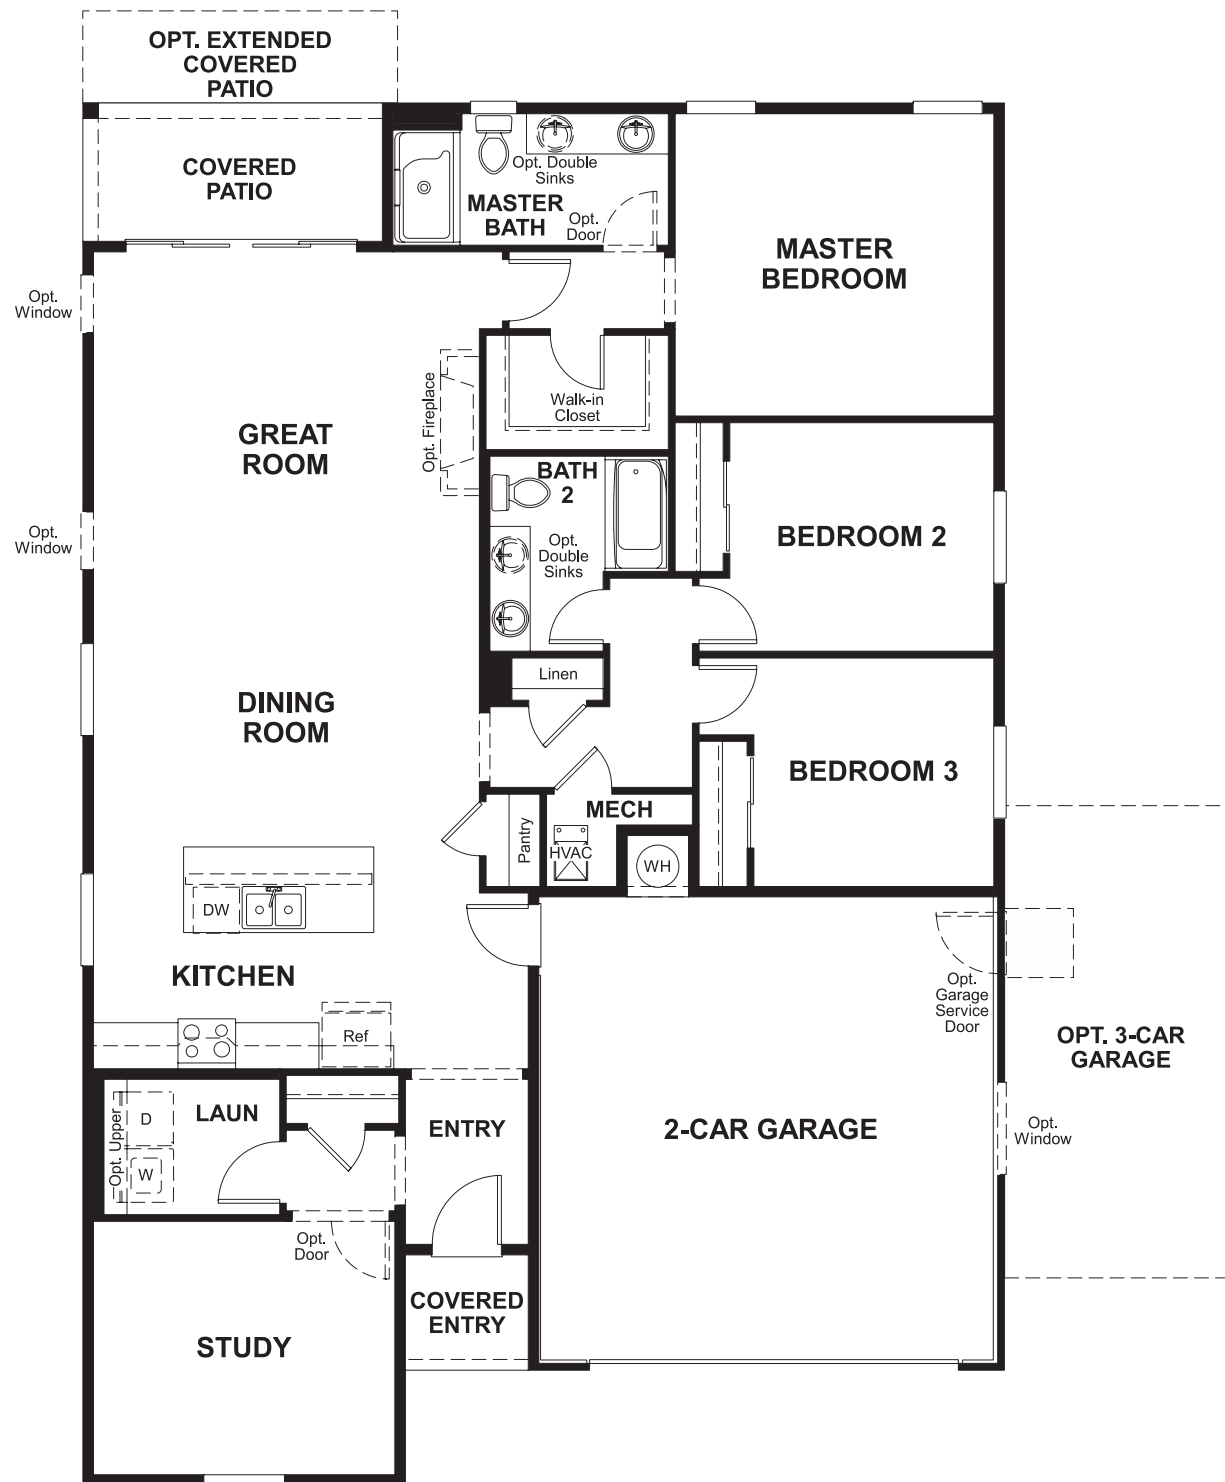 OPT. EXTENDED
COVERED
PATIO
COVERED
PATIO
Opt. Double
Sinks
MASTER
BATH
Opt.
Door
MASTER
BEDROOM
Opt.
Window
GREAT
ROOM
Opt. Fireplace
Walk-in
Closet
BATH
2
Opt.
Double
Sinks
BEDROOM 2
Opt.
Window
Linen
DINING
ROOM
BEDROOM 3
MECH
Pantry
HVAC
WH
DW
KITCHEN
Ref
Opt.
Garage
Service
Door
OPT. 3-CAR
GARAGE
LAUN
Opt. Upper
D
W
ENTRY
2-CAR GARAGE
Opt.
Window
Opt.
Door
COVERED
ENTRY
STUDY